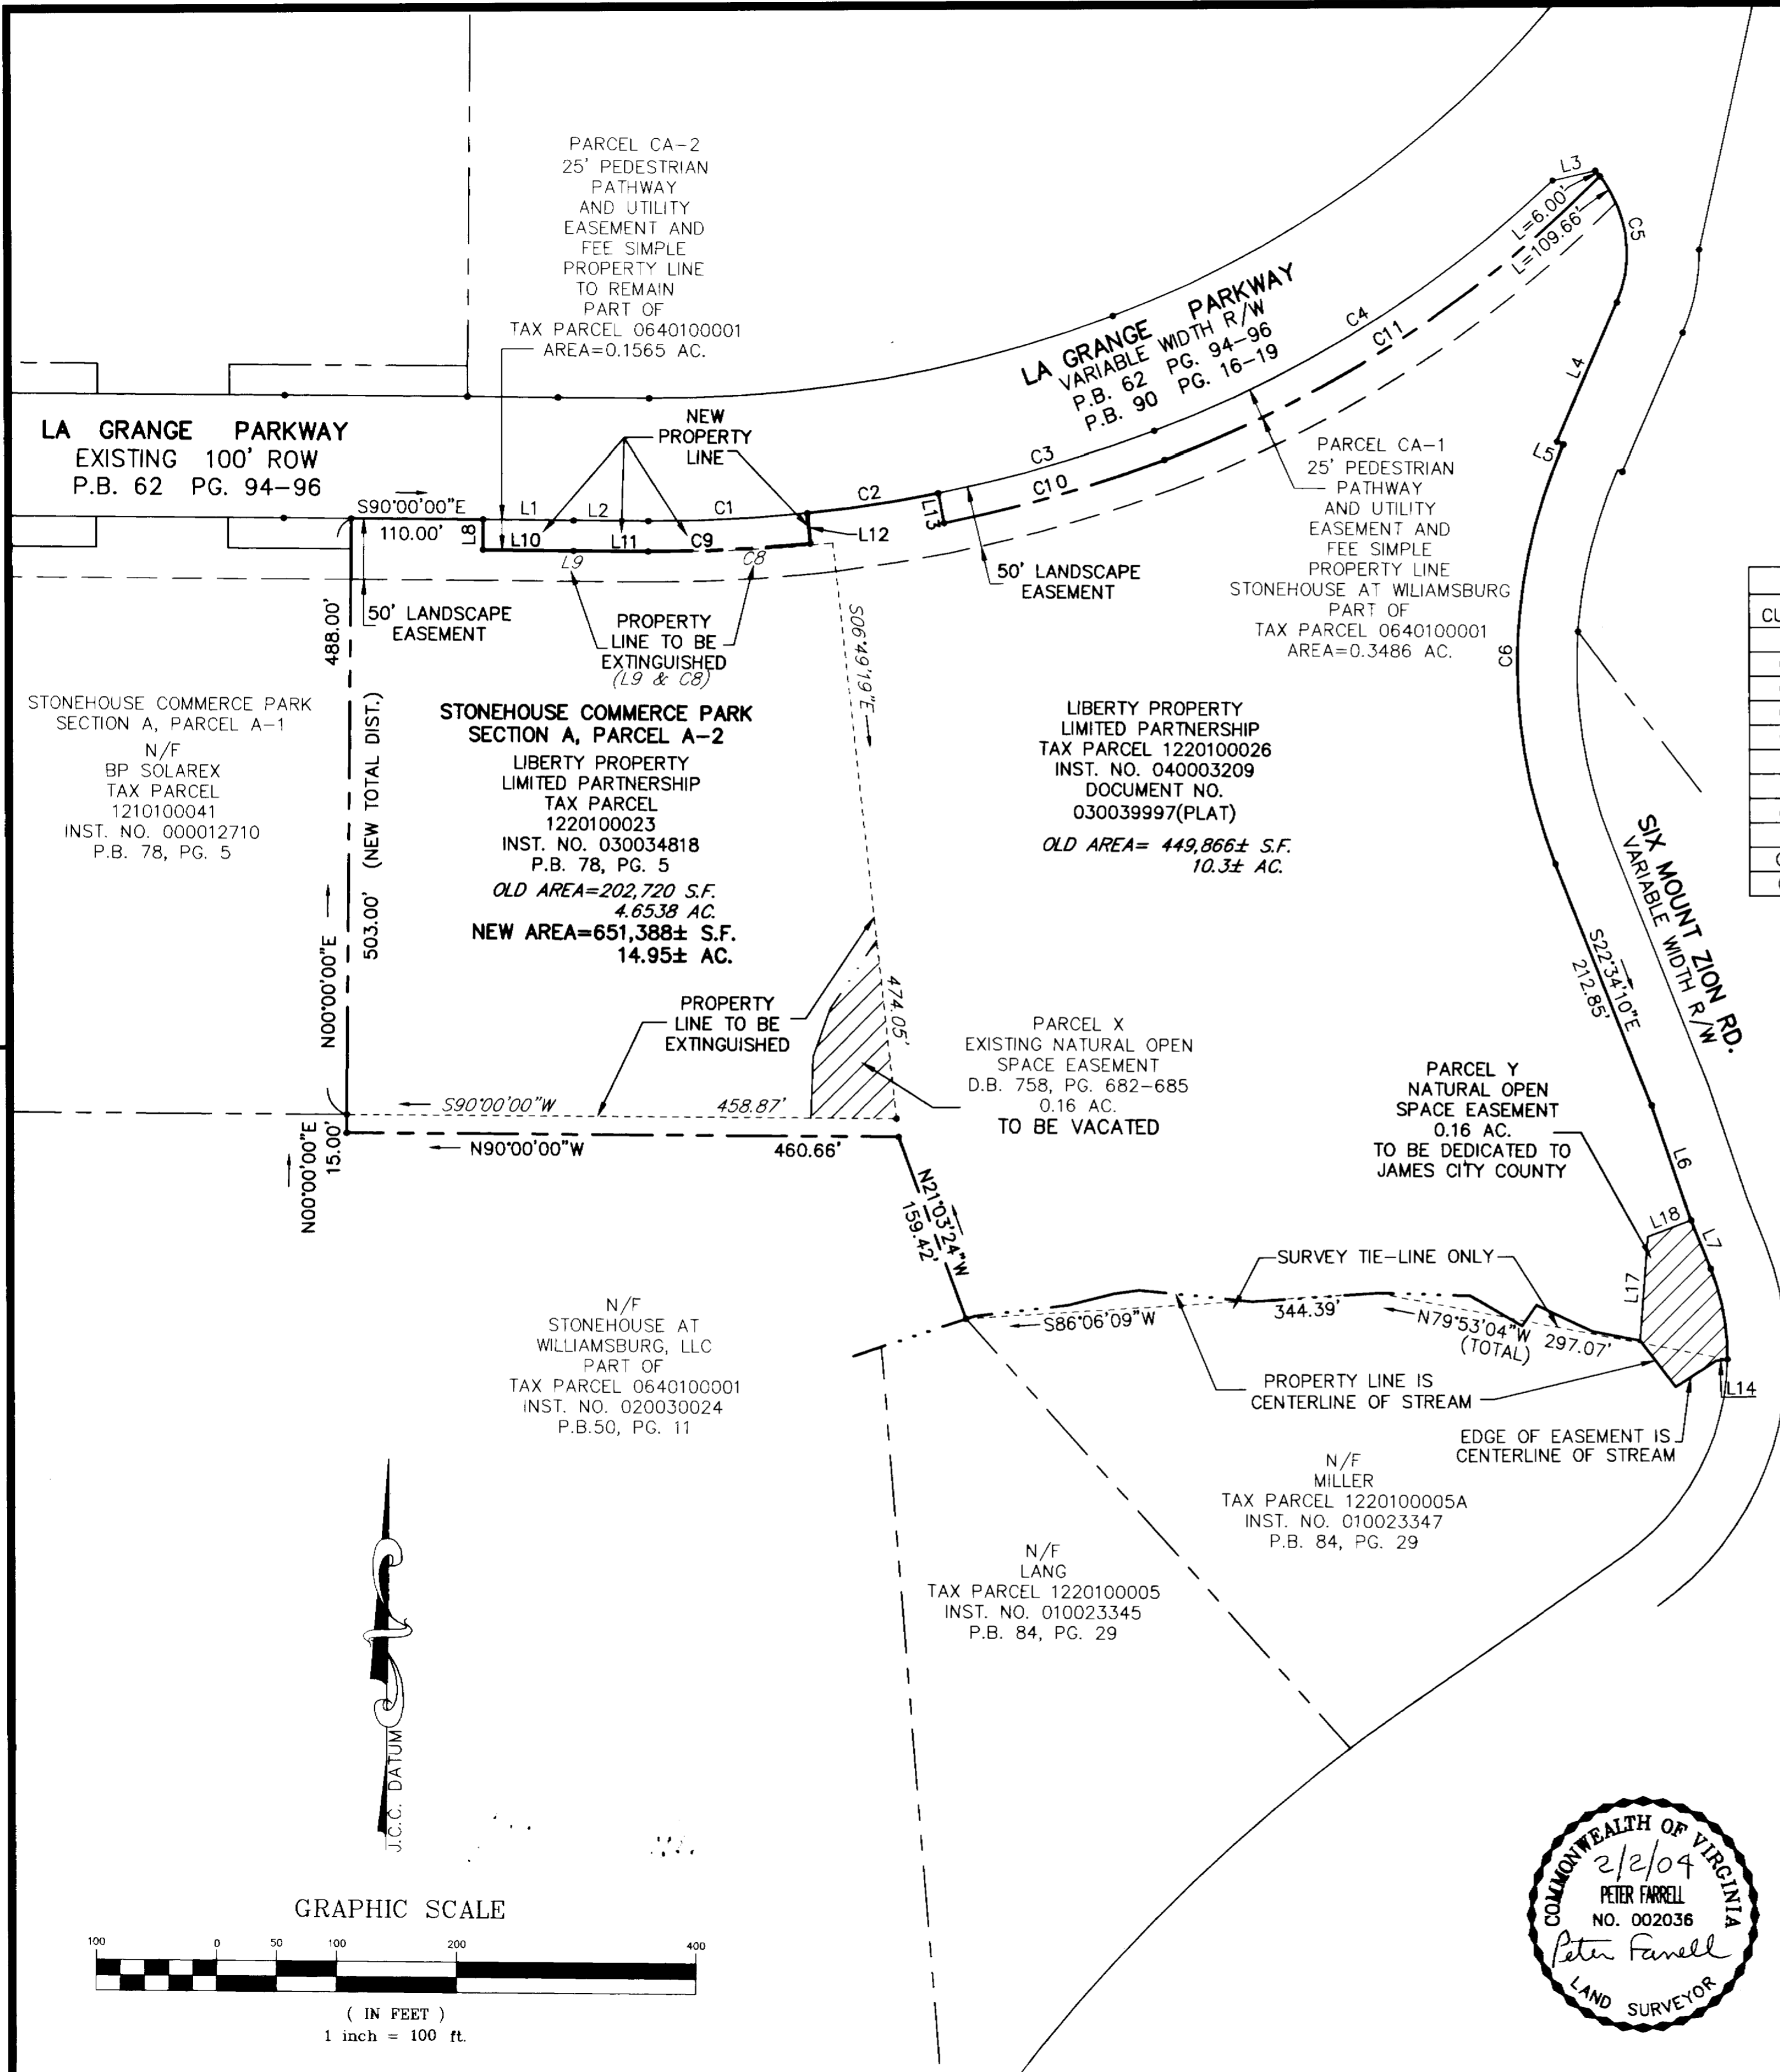 PARCEL CA-2
25' PEDESTRIAN
PATHWAY
AND UTILITY
EASEMENT AND
FEE SIMPLE
PROPERTY LINE
TO REMAIN
PART OF
TAX PARCEL 0640100001
AREA=0.1565 AC.
LA GRANGE PARKWAY
EXISTING 100' ROW
P.B. 62 PG. 94-96
NEW
PROPERTY
LINE
LA GRANGE PARKWAY
VARIABLE WIDTH R/W
P.B. 62 PG. 94-96
P.B. 90 PG. 16-19
L3
L=6.00'
L=109.66'
C5
C4
C11
L4
L5
C3
C10
C2
L13
S90°00'00"E
110.00'
L8
L1
L2
C1
L10
L11
C9
L12
L9
C8
PARCEL CA-1
25' PEDESTRIAN
PATHWAY
AND UTILITY
EASEMENT AND
FEE SIMPLE
PROPERTY LINE
STONEHOUSE AT WILIAMSBURG
PART OF
TAX PARCEL 0640100001
AREA=0.3486 AC.
50' LANDSCAPE
EASEMENT
50' LANDSCAPE
EASEMENT
PROPERTY
LINE TO BE
EXTINGUISHED
(L9 & C8)
488.00'
503.00' (NEW TOTAL DIST.)
N00°00'00"E
S06°49'19"E
474.05'
C6
CU
STONEHOUSE COMMERCE PARK
SECTION A, PARCEL A-1
N/F
BP SOLAREX
TAX PARCEL
1210100041
INST. NO. 000012710
P.B. 78, PG. 5
STONEHOUSE COMMERCE PARK
SECTION A, PARCEL A-2
LIBERTY PROPERTY
LIMITED PARTNERSHIP
TAX PARCEL
1220100023
INST. NO. 030034818
P.B. 78, PG. 5
OLD AREA=202,720 S.F.
4.6538 AC.
NEW AREA=651,388± S.F.
14.95± AC.
LIBERTY PROPERTY
LIMITED PARTNERSHIP
TAX PARCEL 1220100026
INST. NO. 040003209
DOCUMENT NO.
030039997(PLAT)
OLD AREA= 449,866± S.F.
10.3± AC.
SIX MOUNT ZION RD.
VARIABLE WIDTH R/W
S22°34'10"E
212.85'
PROPERTY
LINE TO BE
EXTINGUISHED
PARCEL X
EXISTING NATURAL OPEN
SPACE EASEMENT
D.B. 758, PG. 682-685
0.16 AC.
TO BE VACATED
PARCEL Y
NATURAL OPEN
SPACE EASEMENT
0.16 AC.
TO BE DEDICATED TO
JAMES CITY COUNTY
S90°00'00"W
458.87'
N90°00'00"W
460.66'
N00°00'00"E
15.00'
N21°03'24"W
159.42'
L6
L18
L7
L17
L14
SURVEY TIE-LINE ONLY
S86°06'09"W
344.39'
N79°53'04"W
(TOTAL)
297.07'
PROPERTY LINE IS
CENTERLINE OF STREAM
EDGE OF EASEMENT IS
CENTERLINE OF STREAM
N/F
STONEHOUSE AT
WILLIAMSBURG, LLC
PART OF
TAX PARCEL 0640100001
INST. NO. 020030024
P.B.50, PG. 11
N/F
MILLER
TAX PARCEL 1220100005A
INST. NO. 010023347
P.B. 84, PG. 29
N/F
LANG
TAX PARCEL 1220100005
INST. NO. 010023345
P.B. 84, PG. 29
J.C.C. DATUM
GRAPHIC SCALE
100 0 50 100 200 400
( IN FEET )
1 inch = 100 ft.
COMMONWEALTH OF VIRGINIA
2/2/04
PETER FARRELL
NO. 002036
Peter Farrell
LAND SURVEYOR